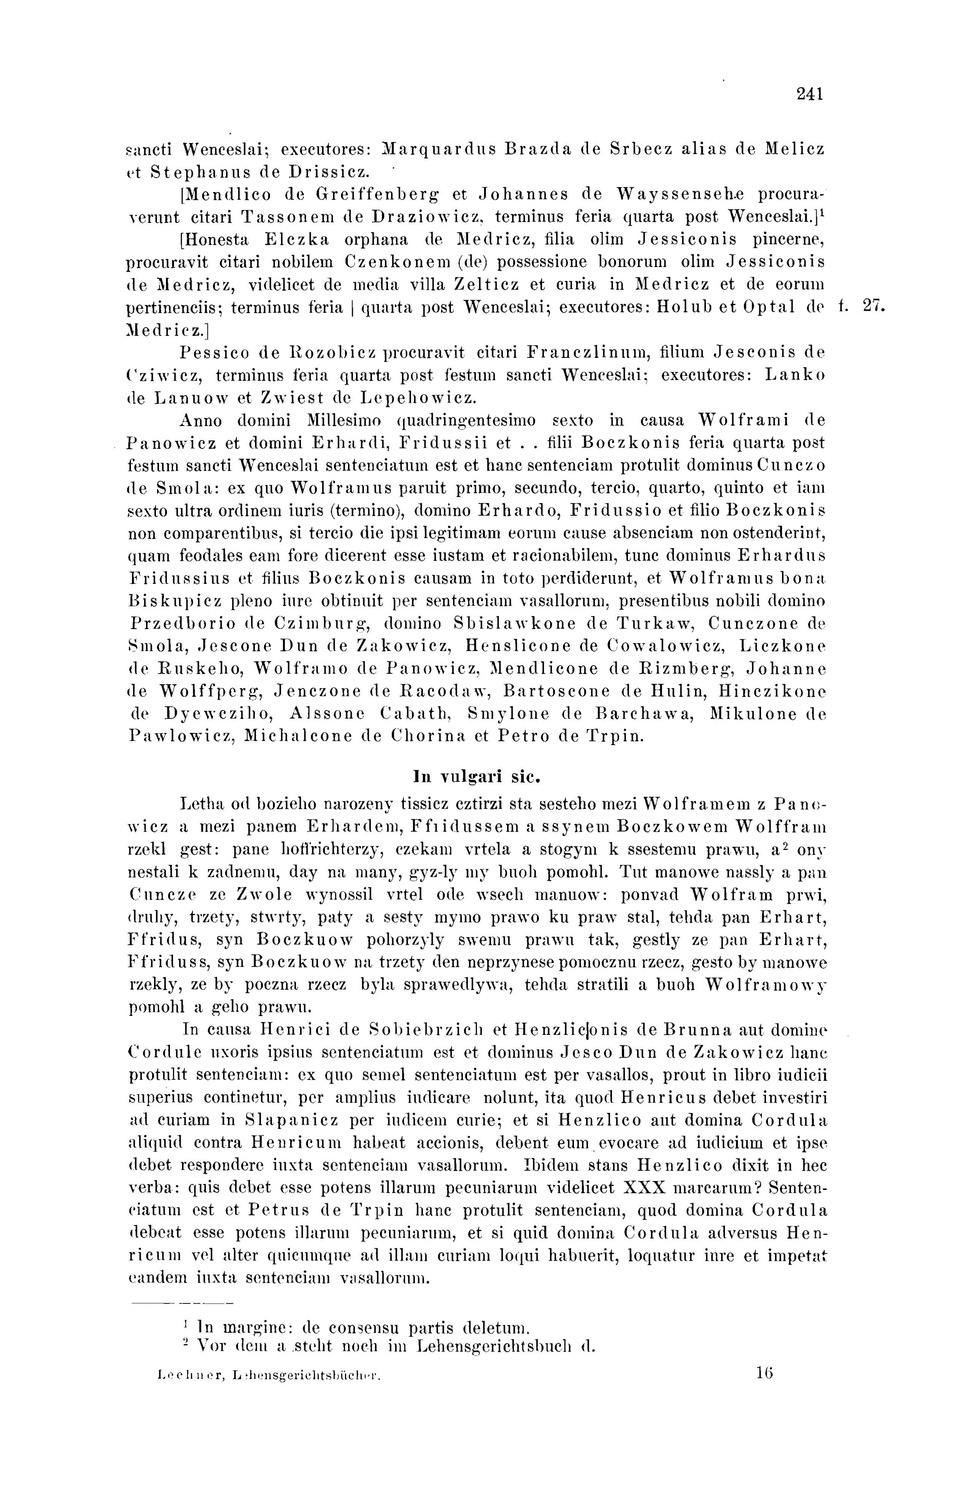 241
sancti Wenceslai; executores: Marquardus Brazda de Srbecz alias de Melicz
et Stephanus de Drissicz.
[Mendlico de Greiffenberg et Johannes de Wayssensehe procura-
verunt citari Tassonem de Draziowicz, terminus feria quarta post Wenceslai.]¹
[Honesta Elczka orphana de Medricz, filia olim Jessiconis pincerne,
procuravit citari nobilem Czenkonem (de) possessione bonorum olim Jessiconis
de Medricz, videlicet de media villa Zelticz et curia in Medricz et de eorum
pertinenciis; terminus feria | quarta post Wenceslai; executores: Holub et Optal de f. 27.
Medricz.]
Pessico de Rozobicz procuravit citari Franczlinum, filium Jesconis de
Cziwicz, terminus feria quarta post festum sancti Wenceslai; executores: Lanko
de Lanuow et Zwiest de Lepehowicz.
Anno domini Millesimo quadringentesimo sexto in causa Wolframi de
Panowicz et domini Erhardi, Fridussii et . . filii Boczkonis feria quarta post
festum sancti Wenceslai sentenciatum est et hanc sentenciam protulit dominus Cunczo
de Smola: ex quo Wolframus paruit primo, secundo, tercio, quarto, quinto et iam
sexto ultra ordinem iuris (termino), domino Erhardo, Fridussio et filio Boczkonis
non comparentibus, si tercio die ipsi legitimam eorum cause absenciam non ostenderint,
quam feodales eam fore dicerent esse iustam et racionabilem, tunc dominus Erhardus
Fridussius et filius Boczkonis causam in toto perdiderunt, et Wolframus bona
Biskupicz pleno iure obtinuit per sentenciam vasallorum, presentibus nobili domino
Przedborio de Czimburg, domino Sbislawkone de Turkaw, Cunczone de
Smola, Jescone Dun de Zakowicz, Henslicone de Cowalowicz, Liczkone
de Ruskeho, Wolframo de Panowicz, Mendlicone de Rizmberg, Johanne
de Wolffperg, Jenczone de Racodaw, Bartoscone de Hulin, Hinczikone
de Dyewcziho, Alssone Cabath, Smylone de Barchawa, Mikulone de
Pawlowicz, Michalcone de Chorina et Petro de Trpin.
In vulgari sic.
Letha od bozieho narozeny tissicz cztirzi sta sesteho mezi Wolframem z Pano-
wicz a mezi panem Erhardem, Ffridussem a ssynem Boczkowem Wolffram
rzekl gest: pane hoffrichterzy, czekam vrtela a stogym k ssestemu prawu, a² ony
nestali k zadnemu, day na many, gyz-ly my buoh pomohl. Tut manowe nassly a pan
Cuncze ze Zwole wynossil vrtel ode wsech manuow: ponvad Wolfram prwi,
druhy, trzety, stwrty, paty a sesty mymo prawo ku praw stal, tehda pan Erhart,
Ffridus, syn Boczkuow pohorzyly swemu prawu tak, gestly ze pan Erhart,
Ffriduss, syn Boczkuow na trzety den neprzynese pomocznu rzecz, gesto by manowe
rzekly, ze by poczna rzecz byla sprawedlywa, tehda stratili a buoh Wolframowy
pomohl a geho prawu.
In causa Henrici de Sobiebrzich et Henzlic|onis de Brunna aut domine
Cordule uxoris ipsius sentenciatum est et dominus Jesco Dun de Zakowicz hanc
protulit sentenciam: ex quo semel sentenciatum est per vasallos, prout in libro iudicii
superius continetur, per amplius iudicare nolunt, ita quod Henricus debet investiri
ad curiam in Slapanicz per iudicem curie; et si Henzlico aut domina Cordula
aliquid contra Henricum habeat accionis, debent eum evocare ad iudicium et ipse
debet respondere iuxta sentenciam vasallorum. Ibidem stans Henzlico dixit in hec
verba: quis debet esse potens illarum pecuniarum videlicet XXX marcarum? Senten-
ciatum est et Petrus de Trpin hanc protulit sentenciam, quod domina Cordula
debeat esse potens illarum pecuniarum, et si quid domina Cordula adversus Hen-
ricum vel alter quicumque ad illam curiam loqui habuerit, loquatur iure et impetat
eandem iuxta sentenciam vasallorum.
¹ In margine: de consensu partis deletum.
² Vor dem a steht noch im Lehensgerichtsbuch d.
Lechner, Lehensgerichtsbücher. 16